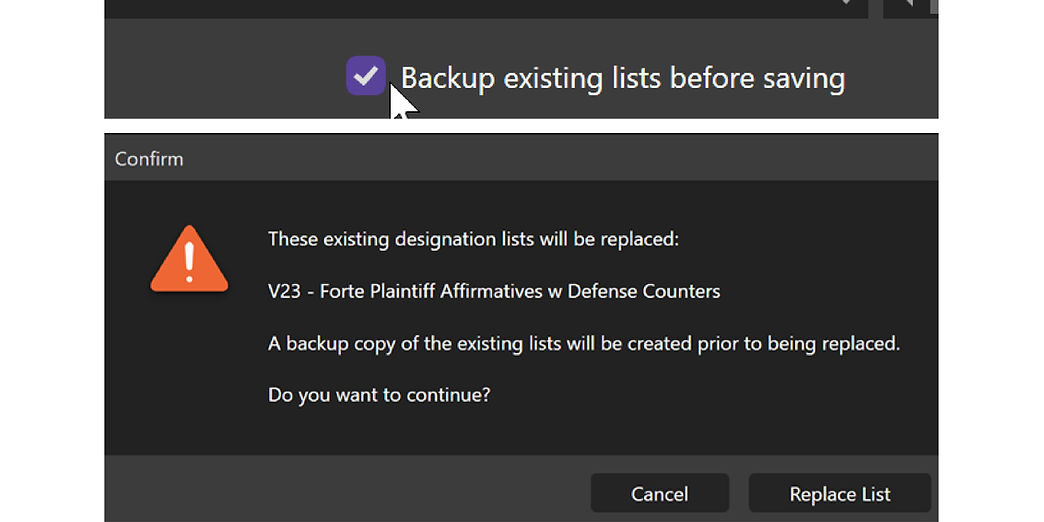 Backup existing lists before saving
Confirm
These existing designation lists will be replaced:
V23 - Forte Plaintiff Affirmatives w Defense Counters
A backup copy of the existing lists will be created prior to being replaced.
Do you want to continue?
Cancel
Replace List